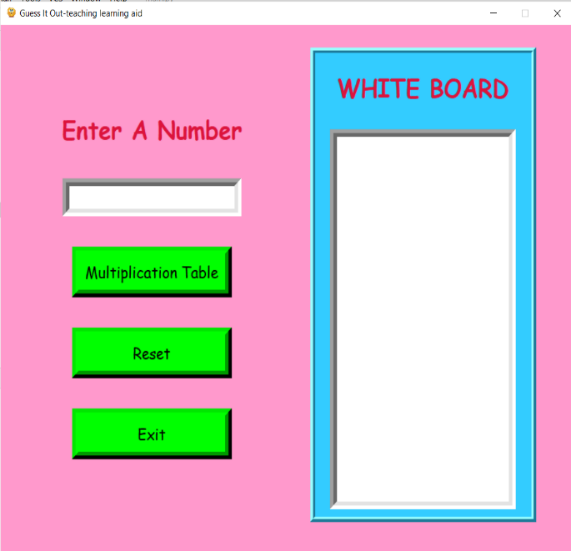 Guess It Out-teaching learning aid
WHITE BOARD
Enter A Number
Multiplication Table
Reset
Exit